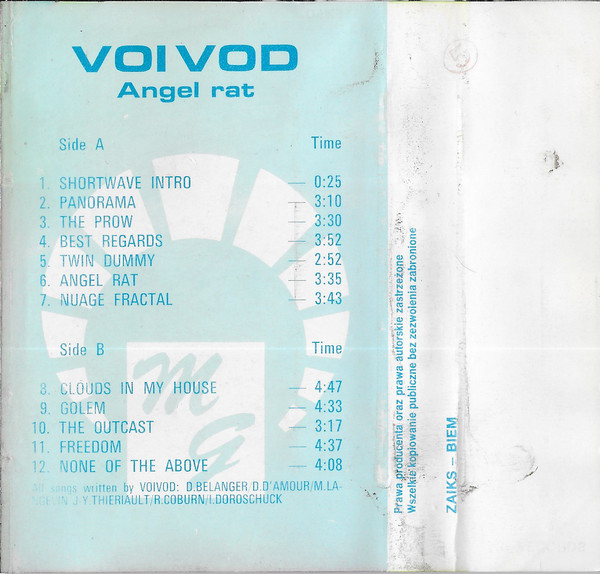 VOIVOD
Angel rat
Side A Time
1. SHORTWAVE INTRO — 0:25
2. PANORAMA — 3:10
3. THE PROW — 3:30
4. BEST REGARDS — 3:52
5. TWIN DUMMY — 2:52
6. ANGEL RAT — 3:35
7. NUAGE FRACTAL — 3:43
Side B Time
8. CLOUDS IN MY HOUSE — 4:47
9. GOLEM — 4:33
10. THE OUTCAST — 3:17
11. FREEDOM — 4:37
12. NONE OF THE ABOVE — 4:08
All songs written by VOIVOD: D.BELANGER/D.D'AMOUR/M.LA-
NGEVIN J-Y.THIERIAULT/R.COBURN/I.DOROSCHUCK
MG
Prawa producenta oraz prawa autorskie zastrzeżone
Wszelkie kopiowanie publiczne bez zezwolenia zabronione
ZAIKS – BIEM